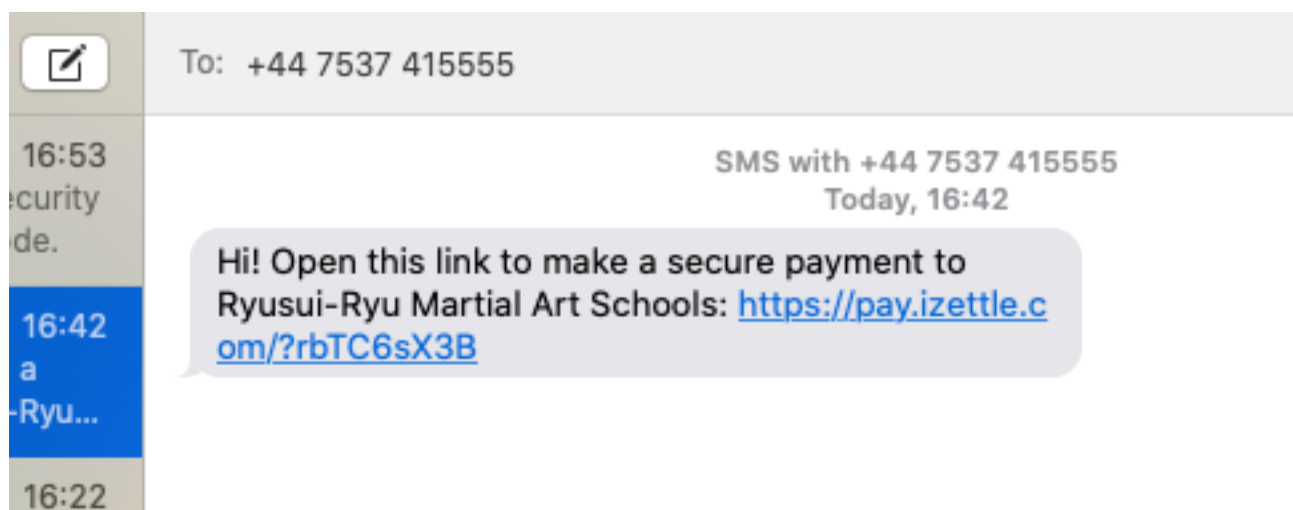 To: +44 7537 415555
16:53
ecurity
de.
16:42
a
-Ryu...
16:22
SMS with +44 7537 415555
Today, 16:42
Hi! Open this link to make a secure payment to
Ryusui-Ryu Martial Art Schools: https://pay.izettle.c
om/?rbTC6sX3B